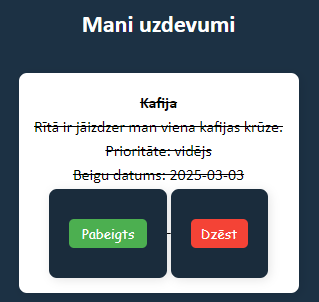 Mani uzdevumi
Kafija
Rītā ir jāizdzer man viena kafijas krūze.
Prioritāte: vidējs
Beigu datums: 2025-03-03
Pabeigts
Dzēst